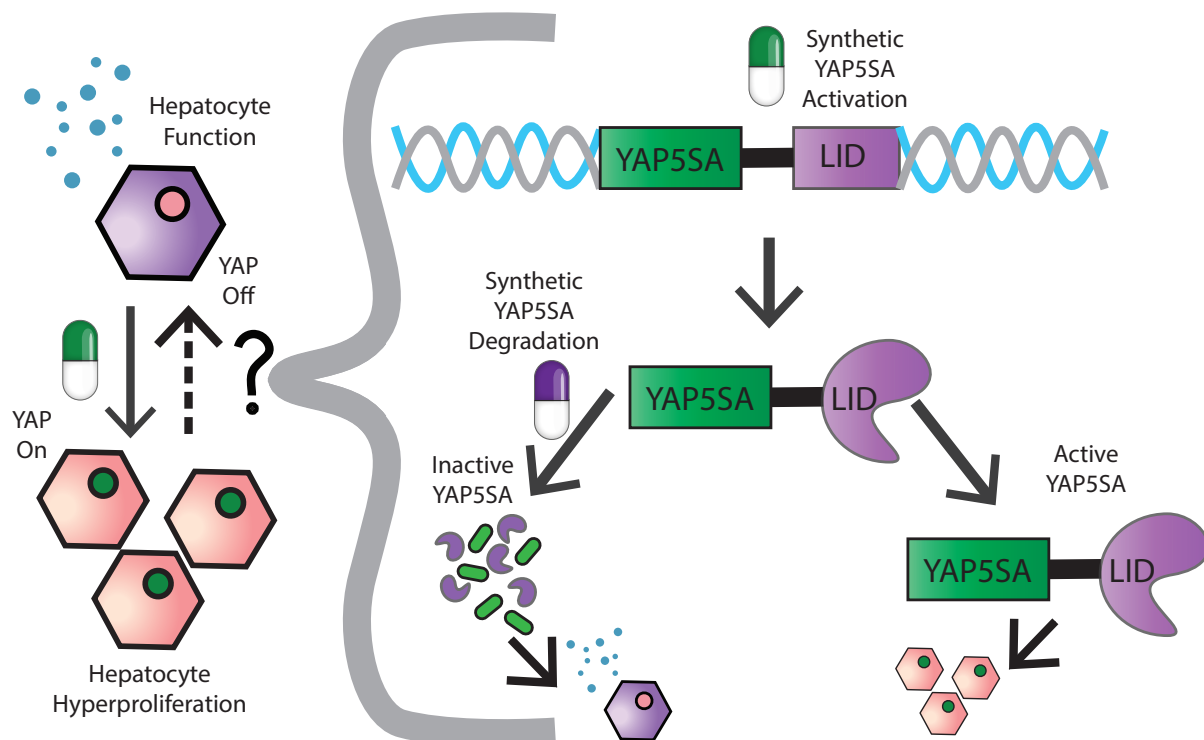 Hepatocyte
Function
YAP
Off
?
YAP
On
Hepatocyte
Hyperproliferation
Synthetic
YAP5SA
Activation
YAP5SA
LID
Synthetic
YAP5SA
Degradation
YAP5SA
LID
Inactive
YAP5SA
Active
YAP5SA
YAP5SA
LID